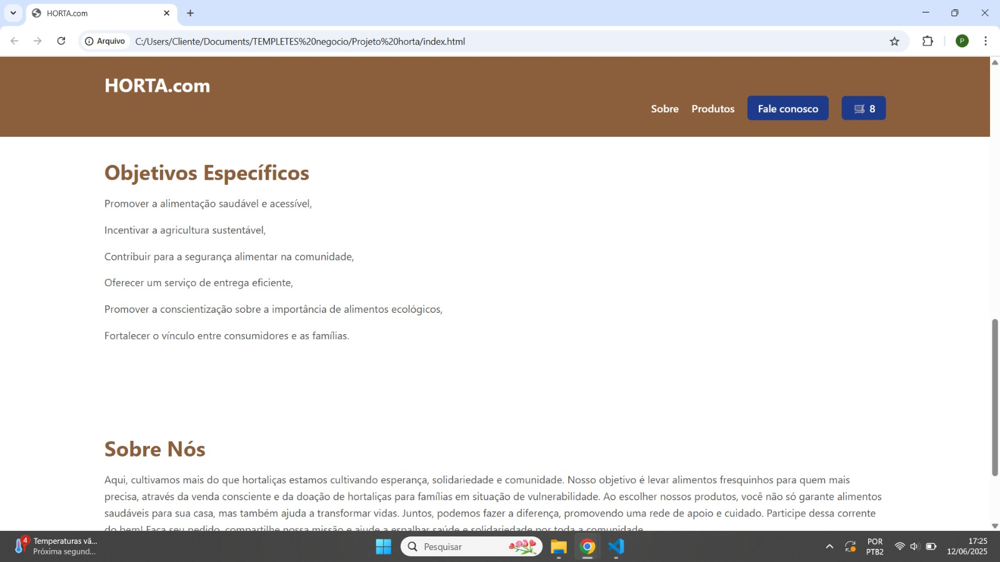 HORTA.com
Arquivo
C:/Users/Cliente/Documents/TEMPLETES%20negocio/Projeto%20horta/index.html
P
HORTA.com
Sobre
Produtos
Fale conosco
8
Objetivos Específicos
Promover a alimentação saudável e acessível,
Incentivar a agricultura sustentável,
Contribuir para a segurança alimentar na comunidade,
Oferecer um serviço de entrega eficiente,
Promover a conscientização sobre a importância de alimentos ecológicos,
Fortalecer o vínculo entre consumidores e as famílias.
Sobre Nós
Aqui, cultivamos mais do que hortaliças estamos cultivando esperança, solidariedade e comunidade. Nosso objetivo é levar alimentos fresquinhos para quem mais
precisa, através da venda consciente e da doação de hortaliças para famílias em situação de vulnerabilidade. Ao escolher nossos produtos, você não só garante alimentos
saudáveis para sua casa, mas também ajuda a transformar vidas. Juntos, podemos fazer a diferença, promovendo uma rede de apoio e cuidado. Participe dessa corrente
do bem! Faça seu pedido, compartilhe nossa missão e ajude a espalhar saúde e solidariedade por toda a comunidade.
4
Temperaturas vã...
Próxima segund...
Pesquisar
POR
PTB2
17:25
12/06/2025